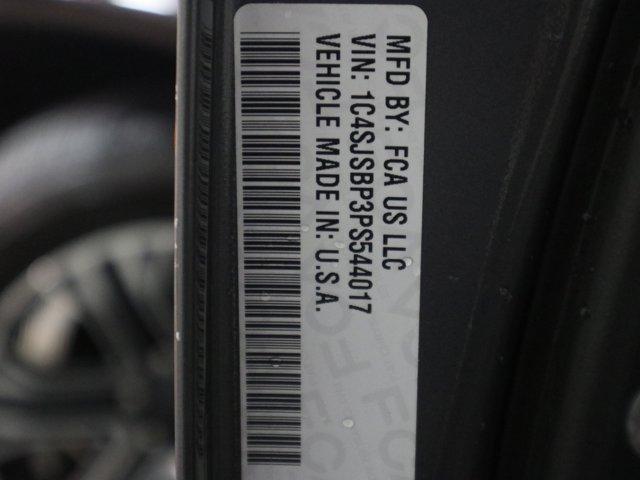 MFD BY: FCA US LLC
VIN: 1C4SJSBP3PS544017
VEHICLE MADE IN: U.S.A.